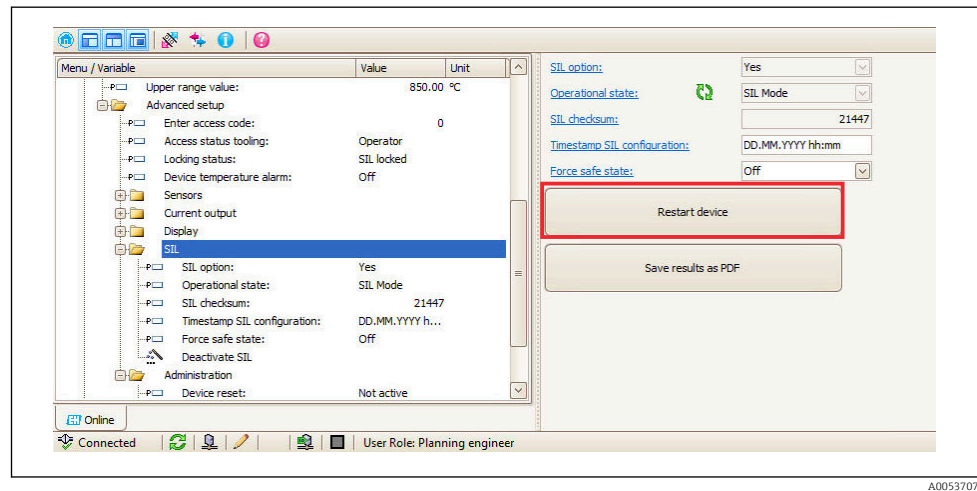 Menu / Variable Value Unit
Upper range value: 850.00 °C
Advanced setup
Enter access code: 0
Access status tooling: Operator
Locking status: SIL locked
Device temperature alarm: Off
Sensors
Current output
Display
SIL
SIL option: Yes
Operational state: SIL Mode
SIL checksum: 21447
Timestamp SIL configuration: DD.MM.YYYY h...
Force safe state: Off
Deactivate SIL
Administration
Device reset: Not active
Online
SIL option: Yes
Operational state: SIL Mode
SIL checksum: 21447
Timestamp SIL configuration: DD.MM.YYYY hh:mm
Force safe state: Off
Restart device
Save results as PDF
Connected User Role: Planning engineer
A0053707